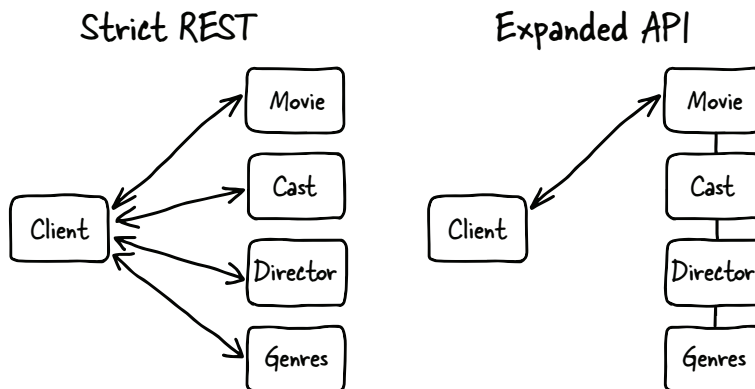 Strict REST
Expanded API
Movie
Cast
Client
Director
Genres
Movie
Cast
Client
Director
Genres